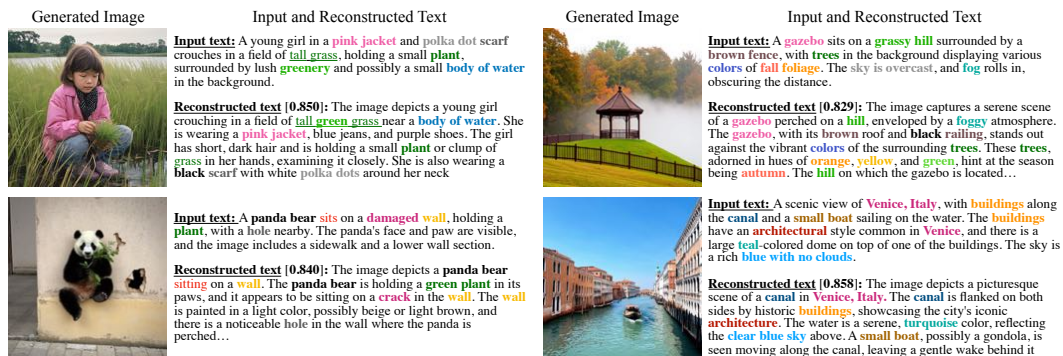 Generated Image
Input and Reconstructed Text
Input text: A young girl in a pink jacket and polka dot scarf
crouches in a field of tall grass, holding a small plant,
surrounded by lush greenery and possibly a small body of water
in the background.
Reconstructed text [0.850]: The image depicts a young girl
crouching in a field of tall green grass near a body of water. She
is wearing a pink jacket, blue jeans, and purple shoes. The girl
has short, dark hair and is holding a small plant or clump of
grass in her hands, examining it closely. She is also wearing a
black scarf with white polka dots around her neck
Input text: A panda bear sits on a damaged wall, holding a
plant, with a hole nearby. The panda's face and paw are visible,
and the image includes a sidewalk and a lower wall section.
Reconstructed text [0.840]: The image depicts a panda bear
sitting on a wall. The panda bear is holding a green plant in its
paws, and it appears to be sitting on a crack in the wall. The wall
is painted in a light color, possibly beige or light brown, and
there is a noticeable hole in the wall where the panda is
perched…
Generated Image
Input and Reconstructed Text
Input text: A gazebo sits on a grassy hill surrounded by a
brown fence, with trees in the background displaying various
colors of fall foliage. The sky is overcast, and fog rolls in,
obscuring the distance.
Reconstructed text [0.829]: The image captures a serene scene
of a gazebo perched on a hill, enveloped by a foggy atmosphere.
The gazebo, with its brown roof and black railing, stands out
against the vibrant colors of the surrounding trees. These trees,
adorned in hues of orange, yellow, and green, hint at the season
being autumn. The hill on which the gazebo is located…
Input text: A scenic view of Venice, Italy, with buildings along
the canal and a small boat sailing on the water. The buildings
have an architectural style common in Venice, and there is a
large teal-colored dome on top of one of the buildings. The sky is
a rich blue with no clouds.
Reconstructed text [0.858]: The image depicts a picturesque
scene of a canal in Venice, Italy. The canal is flanked on both
sides by historic buildings, showcasing the city's iconic
architecture. The water is a serene, turquoise color, reflecting
the clear blue sky above. A small boat, possibly a gondola, is
seen moving along the canal, leaving a gentle wake behind it